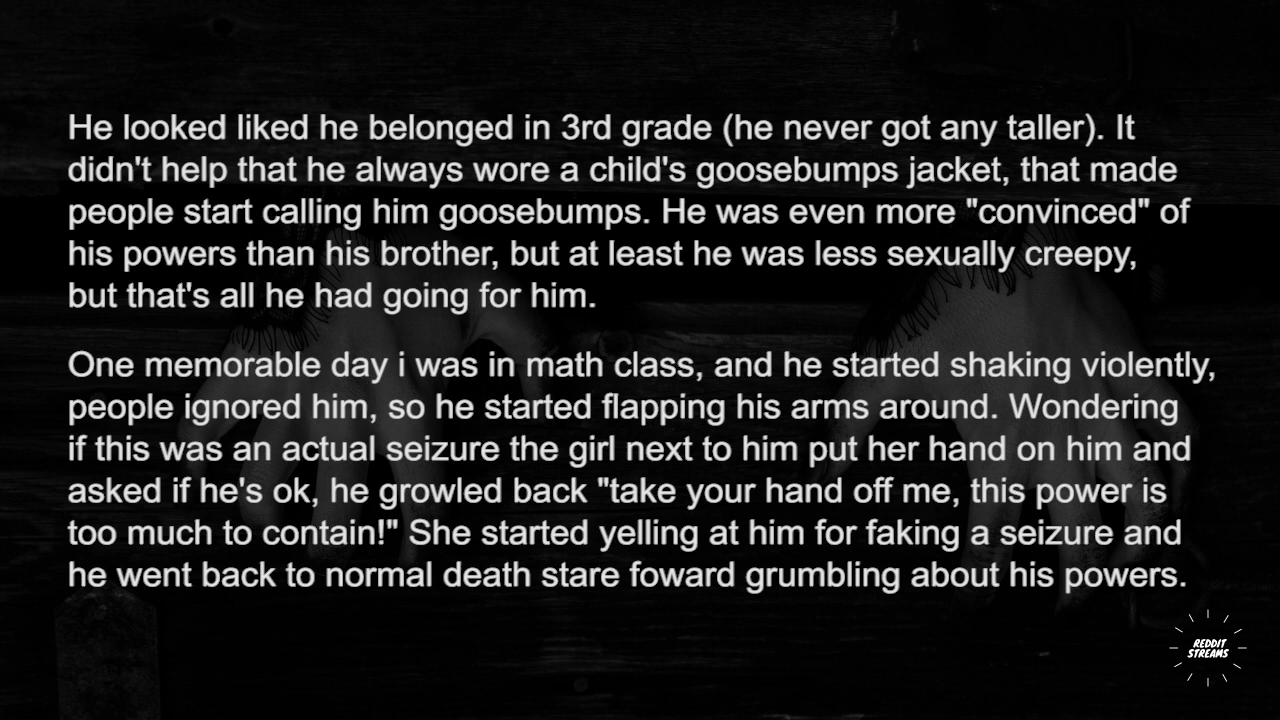 He looked liked he belonged in 3rd grade (he never got any taller). It
didn't help that he always wore a child's goosebumps jacket, that made
people start calling him goosebumps. He was even more "convinced" of
his powers than his brother, but at least he was less sexually creepy,
but that's all he had going for him.
One memorable day i was in math class, and he started shaking violently,
people ignored him, so he started flapping his arms around. Wondering
if this was an actual seizure the girl next to him put her hand on him and
asked if he's ok, he growled back "take your hand off me, this power is
too much to contain!" She started yelling at him for faking a seizure and
he went back to normal death stare foward grumbling about his powers.
REDDIT
STREAMS